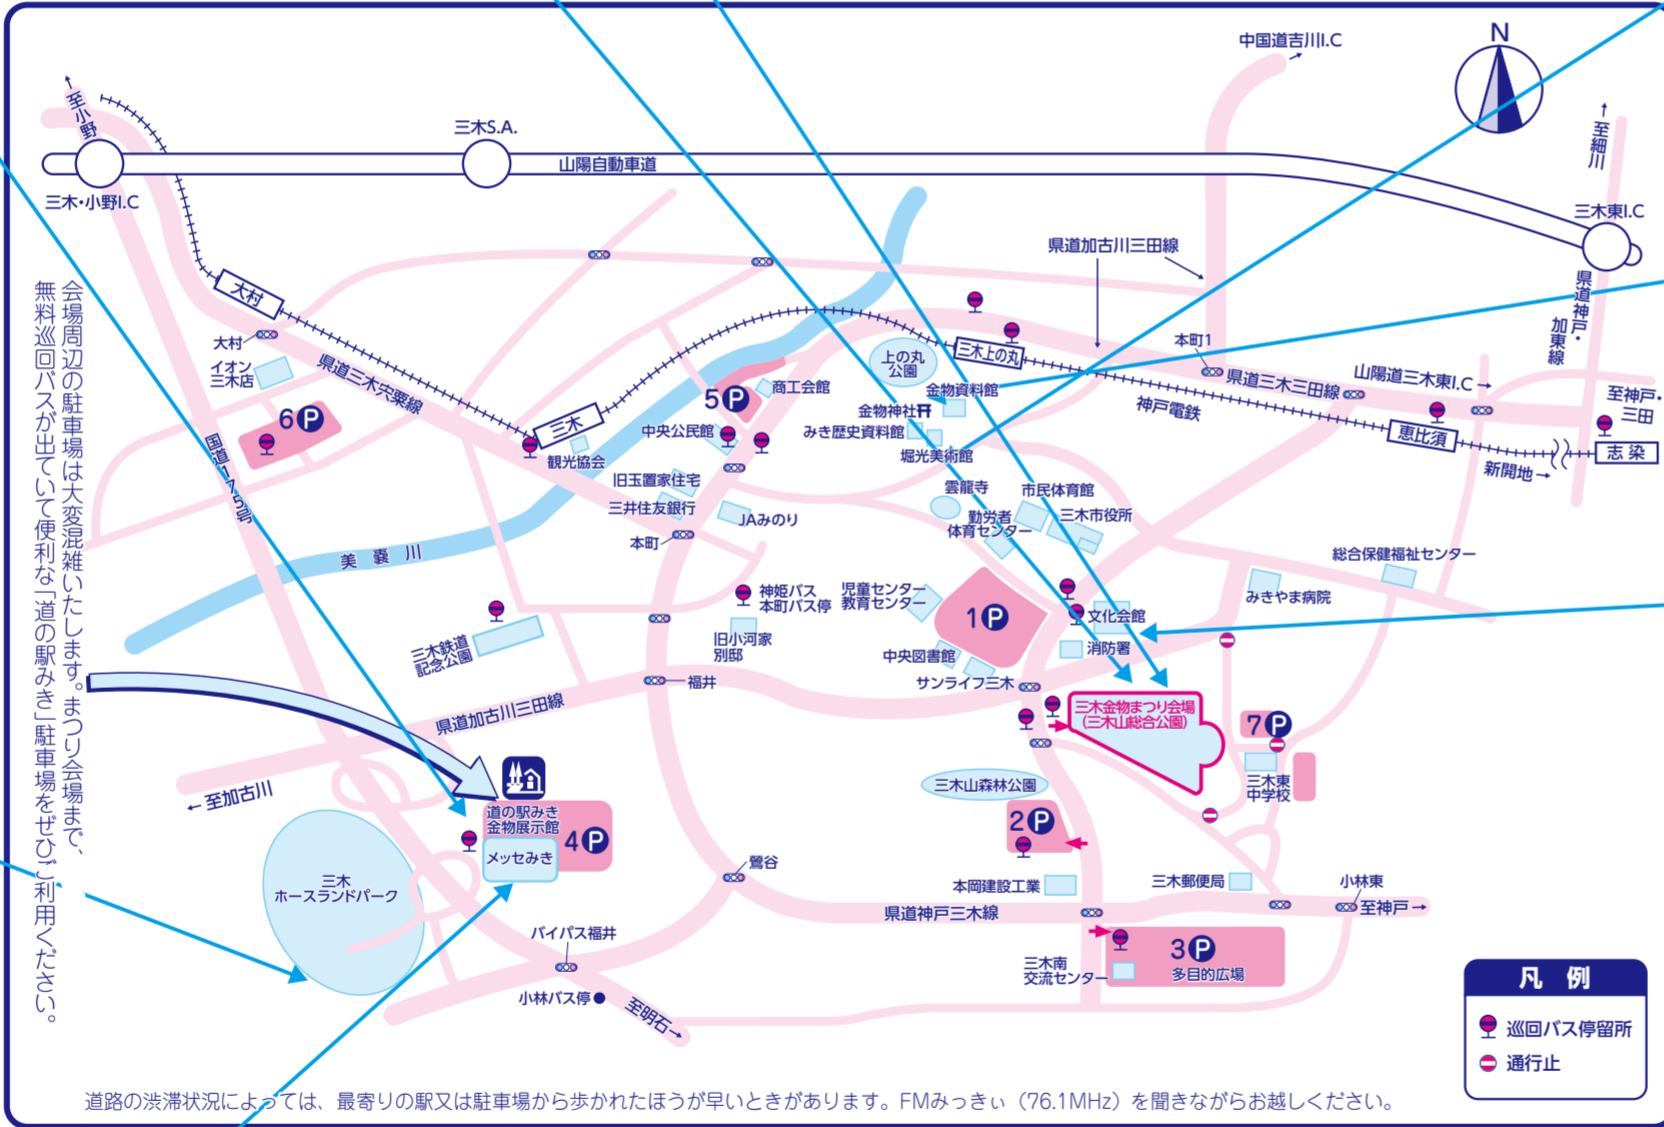 中国道吉川I.C
N
至小野
三木S.A.
山陽自動車道
至細川
三木・小野I.C
三木東I.C
県道加古川三田線
県道神戸・
加東線
大村
大村
イオン
三木店
県道三木宍粟線
6P
国道175号
三木
観光協会
5P
商工会館
中央公民館
旧玉置家住宅
三井住友銀行
JAみのり
本町
上の丸
公園
三木上の丸
金物資料館
金物神社
みき歴史資料館
堀光美術館
本町1
県道三木三田線
山陽道三木東I.C→
神戸電鉄
恵比須
新開地→
至神戸・
三田
志染
雲龍寺
市民体育館
勤労者
体育センター
三木市役所
総合保健福祉センター
みきやま病院
美嚢川
神姫バス
本町バス停
児童センター
教育センター
1P
文化会館
消防署
三木鉄道
記念公園
旧小河家
別邸
中央図書館
サンライフ三木
福井
県道加古川三田線
←至加古川
三木金物まつり会場
(三木山総合公園)
7P
三木東
中学校
三木山森林公園
2P
道の駅みき
金物展示館
4P
メッセみき
三木
ホースランドパーク
鶯谷
本岡建設工業
三木郵便局
小林東
県道神戸三木線
至神戸→
バイパス福井
小林バス停
至明石→
3P
多目的広場
三木南
交流センター
会場周辺の駐車場は大変混雑いたします。まつり会場まで、
無料巡回バスが出ていて便利な「道の駅みき」駐車場をぜひご利用ください。
凡例
巡回バス停留所
通行止
道路の渋滞状況によっては、最寄りの駅又は駐車場から歩かれたほうが早いときがあります。FMみっきぃ（76.1MHz）を聞きながらお越しください。